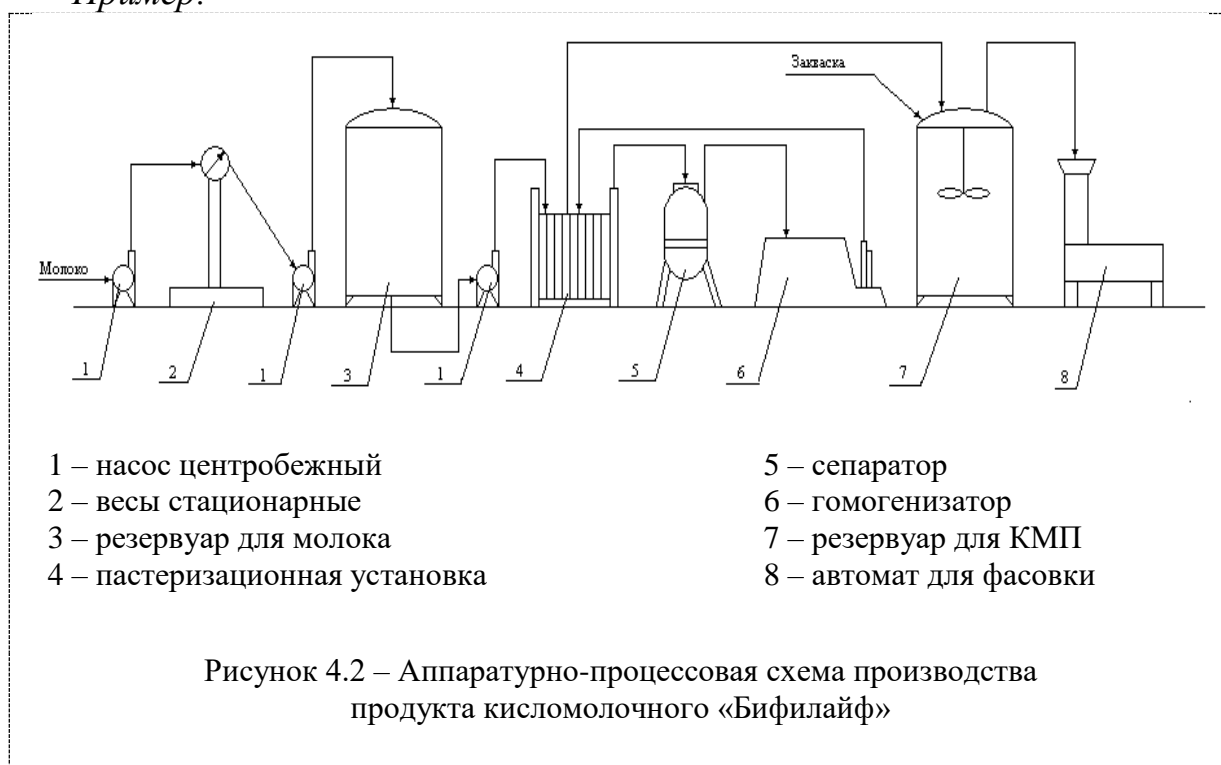 Пример:
Закваска
Молоко
1 2 1 3 1 4 5 6 7 8
1 – насос центробежный
2 – весы стационарные
3 – резервуар для молока
4 – пастеризационная установка
5 – сепаратор
6 – гомогенизатор
7 – резервуар для КМП
8 – автомат для фасовки
Рисунок 4.2 – Аппаратурно-процессовая схема производства
продукта кисломолочного «Бифилайф»